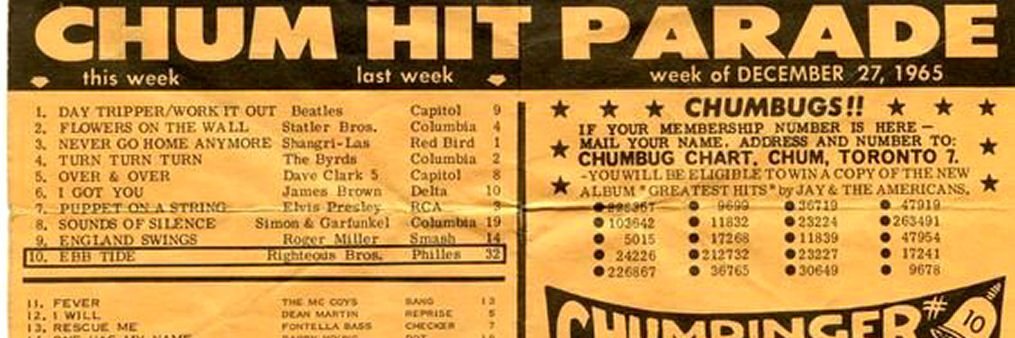 CHUM HIT PARADE
this week last week week of DECEMBER 27, 1965
1. DAY TRIPPER/WORK IT OUT Beatles Capitol 9
2. FLOWERS ON THE WALL Statler Bros. Columbia 4
3. NEVER GO HOME ANYMORE Shangri-Las Red Bird 1
4. TURN TURN TURN The Byrds Columbia 2
5. OVER & OVER Dave Clark 5 Capitol 8
6. I GOT YOU James Brown Delta 10
7. PUPPET ON A STRING Elvis Presley RCA 3
8. SOUNDS OF SILENCE Simon & Garfunkel Columbia 19
9. ENGLAND SWINGS Roger Miller Smash 14
10. EBB TIDE Righteous Bros. Philles 32
11. FEVER THE MC COYS BANG 13
12. I WILL DEAN MARTIN REPRISE 5
13. RESCUE ME FONTELLA BASS CHECKER 7
CHUMBUGS!!
IF YOUR MEMBERSHIP NUMBER IS HERE —
MAIL YOUR NAME, ADDRESS AND NUMBER TO:
CHUMBUG CHART, CHUM, TORONTO 7.
-YOU WILL BE ELIGIBLE TO WIN A COPY OF THE NEW
ALBUM "GREATEST HITS" by JAY & THE AMERICANS.
9699 36719 47919
103642 11832 23224 263491
5015 17268 11839 47954
24226 212732 23227 17241
226867 36765 30649 9678
CHUMDINGER # 10